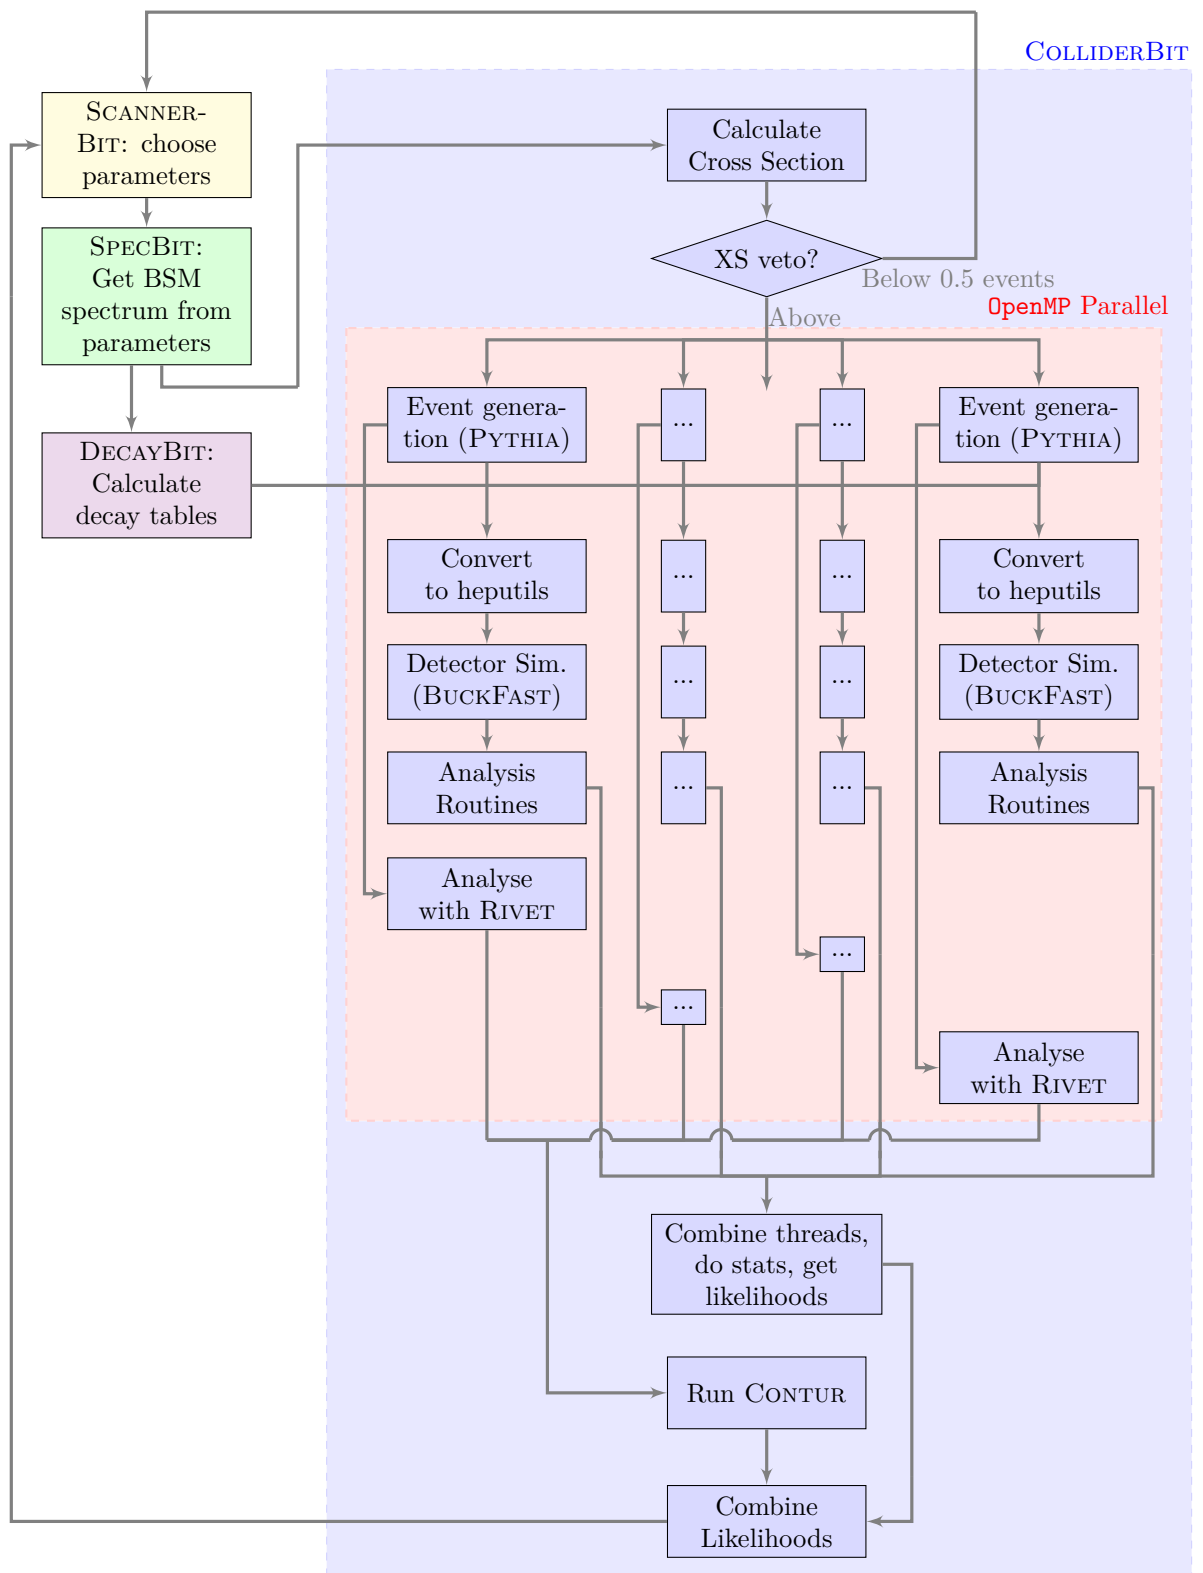 COLLIDERBIT
SCANNER-
BIT: choose
parameters
Calculate
Cross Section
SPECBIT:
Get BSM
spectrum from
parameters
XS veto?
Below 0.5 events
Above
OpenMP Parallel
Event genera-
tion (PYTHIA)
...
...
Event genera-
tion (PYTHIA)
DECAYBIT:
Calculate
decay tables
Convert
to heputils
...
...
Convert
to heputils
Detector Sim.
(BUCKFAST)
...
...
Detector Sim.
(BUCKFAST)
Analysis
Routines
...
...
Analysis
Routines
Analyse
with RIVET
...
...
Analyse
with RIVET
Combine threads,
do stats, get
likelihoods
Run CONTUR
Combine
Likelihoods